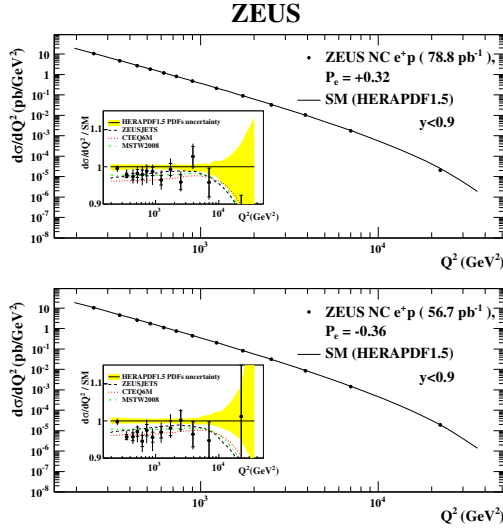 ZEUS
dσ/dQ² (pb/GeV²)
10
1
10⁻¹
10⁻²
10⁻³
10⁻⁴
10⁻⁵
10⁻⁶
10⁻⁷
10⁻⁸
ZEUS NC e⁺p ( 78.8 pb⁻¹),
Pₑ = +0.32
SM (HERAPDF1.5)
y<0.9
dσ/dQ² / SM
1.1
1
0.9
HERAPDF1.5 PDFs uncertainty
ZEUSJETS
CTEQ6M
MSTW2008
10³
10⁴
Q² (GeV²)
10³
10⁴
Q² (GeV²)
dσ/dQ² (pb/GeV²)
10
1
10⁻¹
10⁻²
10⁻³
10⁻⁴
10⁻⁵
10⁻⁶
10⁻⁷
10⁻⁸
ZEUS NC e⁺p ( 56.7 pb⁻¹),
Pₑ = -0.36
SM (HERAPDF1.5)
y<0.9
dσ/dQ² / SM
1.1
1
0.9
HERAPDF1.5 PDFs uncertainty
ZEUSJETS
CTEQ6M
MSTW2008
10³
10⁴
Q²(GeV²)
10³
10⁴
Q² (GeV²)